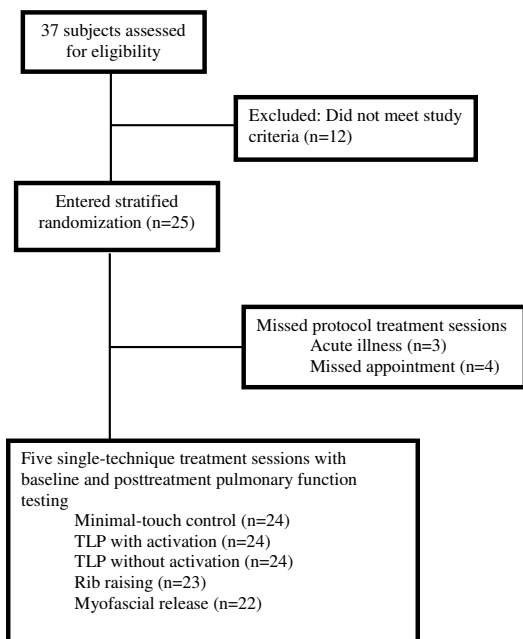 37 subjects assessed
for eligibility
Excluded: Did not meet study
criteria (n=12)
Entered stratified
randomization (n=25)
Missed protocol treatment sessions
Acute illness (n=3)
Missed appointment (n=4)
Five single-technique treatment sessions with
baseline and posttreatment pulmonary function
testing
Minimal-touch control (n=24)
TLP with activation (n=24)
TLP without activation (n=24)
Rib raising (n=23)
Myofascial release (n=22)